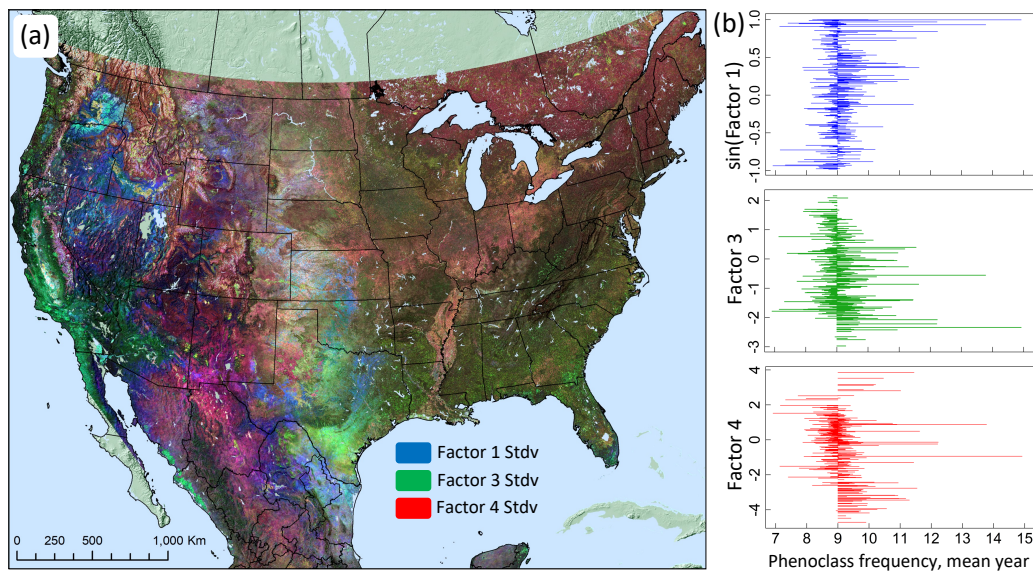 (a)
Factor 1 Stdv
Factor 3 Stdv
Factor 4 Stdv
0 250 500 1,000 Km
(b)
sin(Factor 1)
1.0
0.5
0.0
-0.5
-1.0
Factor 3
2
1
0
-1
-2
-3
Factor 4
4
2
0
-2
-4
7 8 9 10 11 12 13 14 15
Phenoclass frequency, mean year